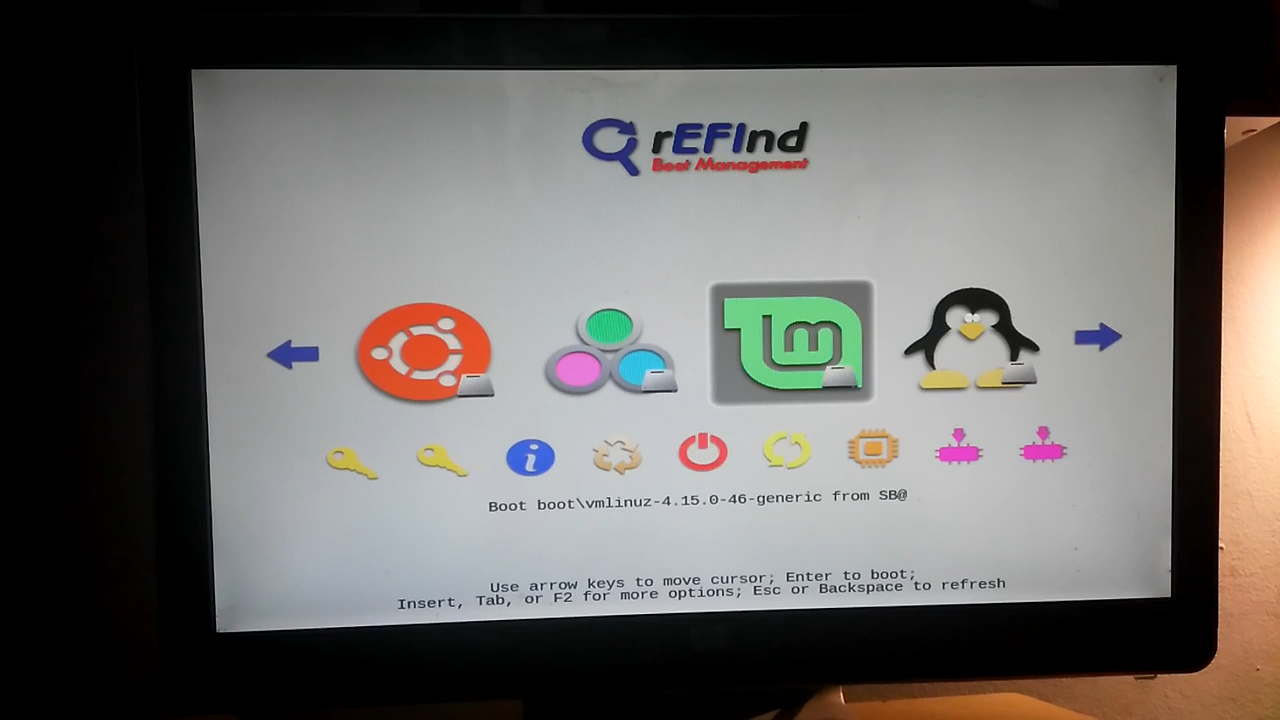 rEFInd
Boot Management
Boot boot\vmlinuz-4.15.0-46-generic from SB@
Use arrow keys to move cursor; Enter to boot;
Insert, Tab, or F2 for more options; Esc or Backspace to refresh